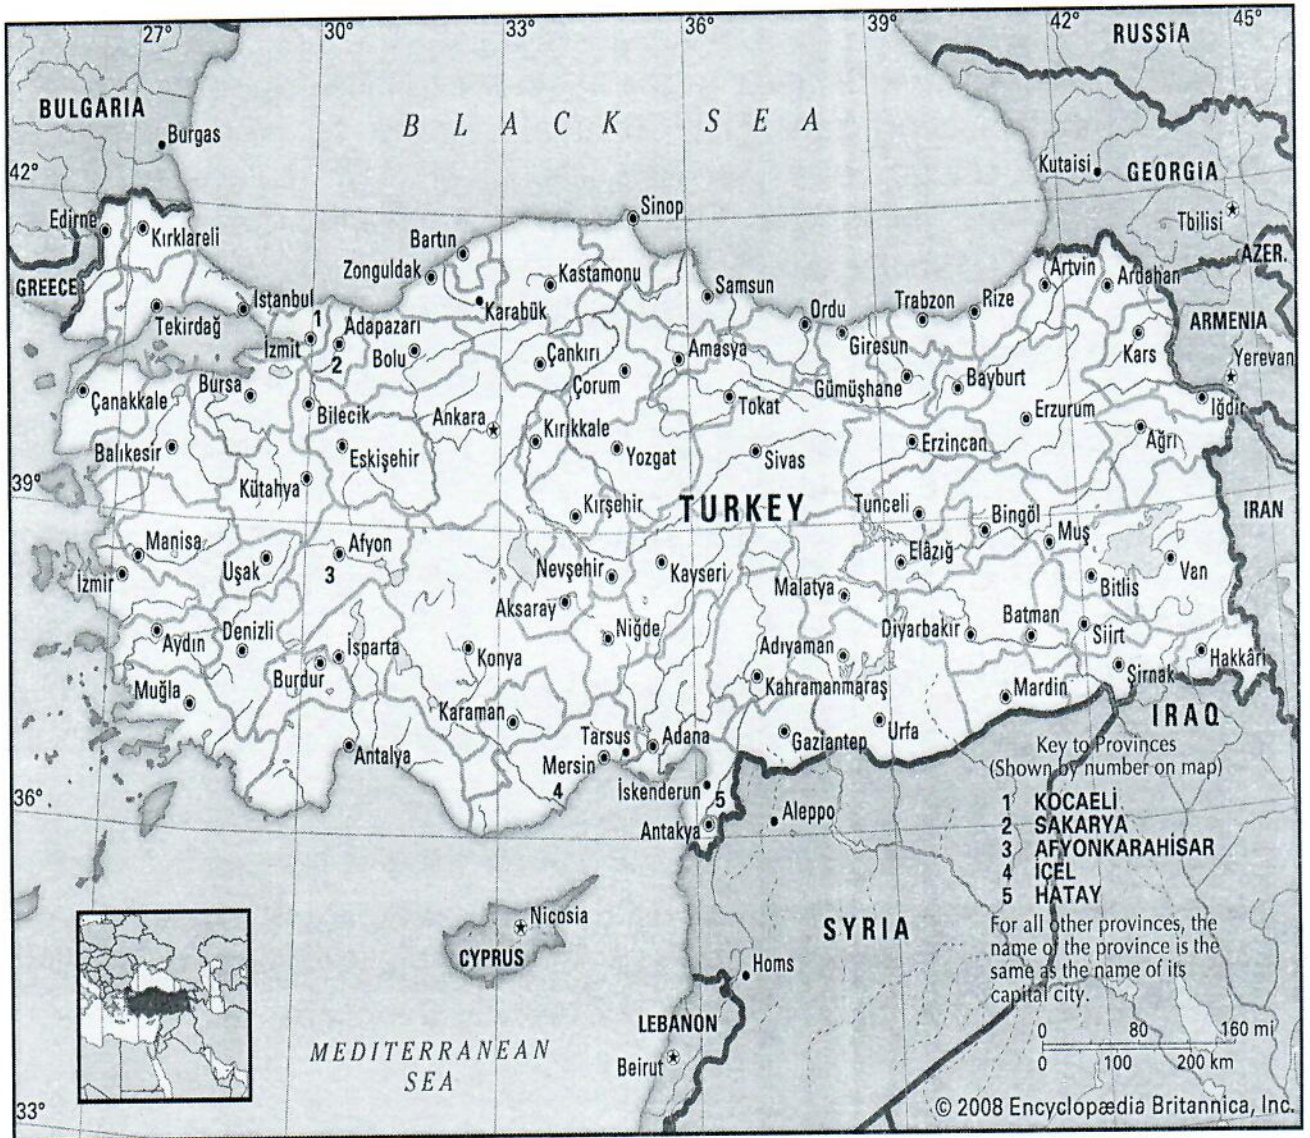 27° 30° 33° 36° 39° 42° 45°
RUSSIA
BULGARIA
BLACK SEA
Burgas
42°
Kutaisi
GEORGIA
Tbilisi
Sinop
Edirne
Kırklareli
Bartın
AZER.
Zonguldak
Kastamonu
Artvin
Ardahan
GREECE
İstanbul
Samsun
Trabzon
Rize
Tekirdağ
1
Adapazarı
Karabük
Ordu
ARMENIA
İzmit
2
Bolu
Çankırı
Amasya
Giresun
Kars
Yerevan
Çanakkale
Bursa
Çorum
Gümüşhane
Bayburt
Bilecik
Ankara
Tokat
Erzurum
Iğdır
Balıkesir
Eskişehir
Kırıkkale
Yozgat
Sivas
Erzincan
Ağrı
39°
Kütahya
Kırşehir
TURKEY
Tunceli
Bingöl
IRAN
Manisa
Afyon
Muş
İzmir
Uşak
3
Nevşehir
Kayseri
Elâzığ
Bitlis
Van
Aksaray
Malatya
Aydın
Denizli
İsparta
Niğde
Diyarbakir
Batman
Siirt
Burdur
Konya
Adıyaman
Hakkâri
Muğla
Karaman
Kahramanmaraş
Mardin
Şirnak
Antalya
Tarsus
Adana
Gaziantep
Urfa
IRAQ
Mersin
4
İskenderun
5
36°
Antakya
Aleppo
Key to Provinces
(Shown by number on map)
1 KOCAELİ
2 SAKARYA
3 AFYONKARAHİSAR
4 İÇEL
5 HATAY
For all other provinces, the
name of the province is the
same as the name of its
capital city.
Nicosia
CYPRUS
SYRIA
Homs
LEBANON
Beirut
MEDITERRANEAN
SEA
0 80 160 mi
0 100 200 km
33°
© 2008 Encyclopædia Britannica, Inc.